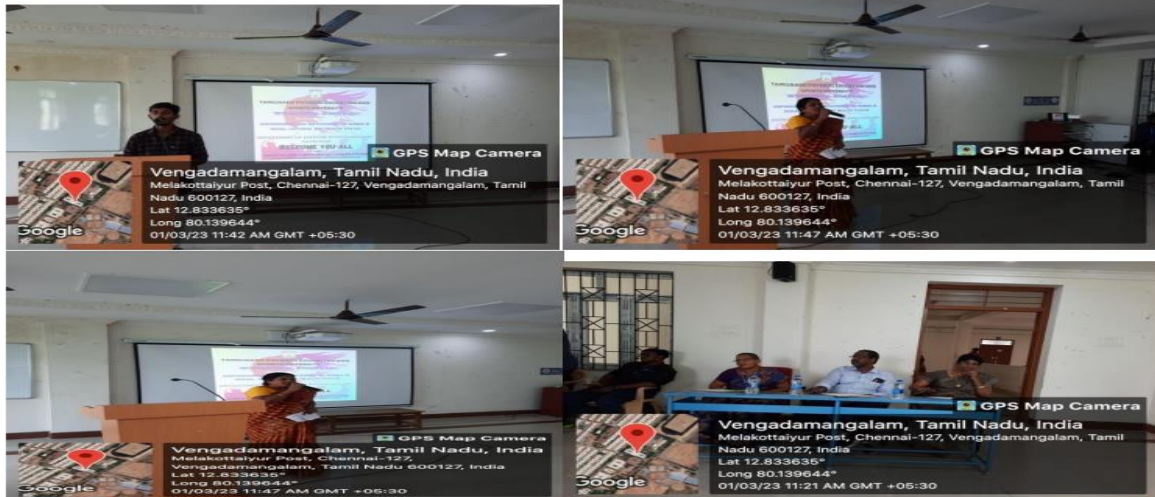 WELCOME YOU ALL
GPS Map Camera
Vengadamangalam, Tamil Nadu, India
Melakottaiyur Post, Chennai-127, Vengadamangalam, Tamil
Nadu 600127, India
Lat 12.833635°
Long 80.139644°
01/03/23 11:42 AM GMT +05:30
Google
GPS Map Camera
Vengadamangalam, Tamil Nadu, India
Melakottaiyur Post, Chennai-127, Vengadamangalam, Tamil
Nadu 600127, India
Lat 12.833635°
Long 80.139644°
01/03/23 11:47 AM GMT +05:30
Google
GPS Map Camera
Vengadamangalam, Tamil Nadu, India
Melakottaiyur Post, Chennai-127,
Vengadamangalam, Tamil Nadu 600127, India
Lat 12.833635°
Long 80.139644°
01/03/23 11:47 AM GMT +05:30
Google
GPS Map Camera
Vengadamangalam, Tamil Nadu, India
Melakottaiyur Post, Chennai-127, Vengadamangalam, Tamil
Nadu 600127, India
Lat 12.833635°
Long 80.139644°
01/03/23 11:21 AM GMT +05:30
Google